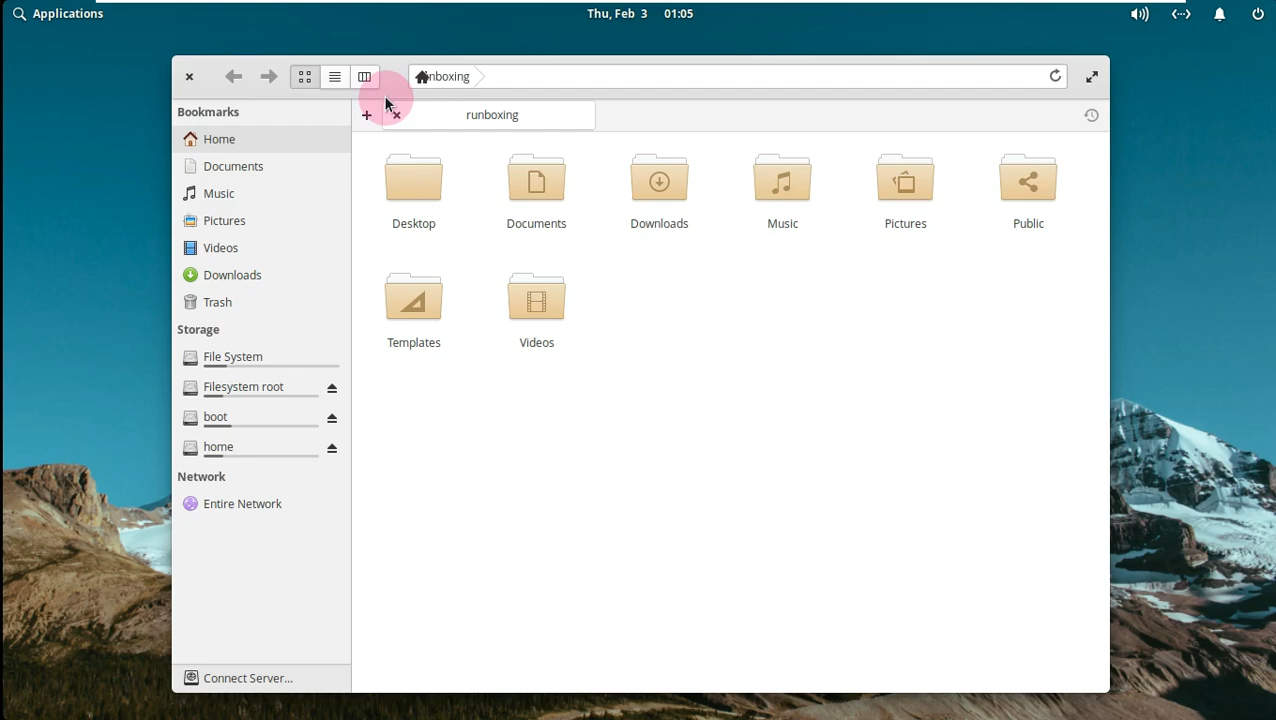 Applications
Thu, Feb 3 01:05
nboxing
Bookmarks
runboxing
Home
Documents
Music
Pictures
Videos
Downloads
Trash
Storage
File System
Filesystem root
boot
home
Network
Entire Network
Connect Server...
Desktop
Documents
Downloads
Music
Pictures
Public
Templates
Videos